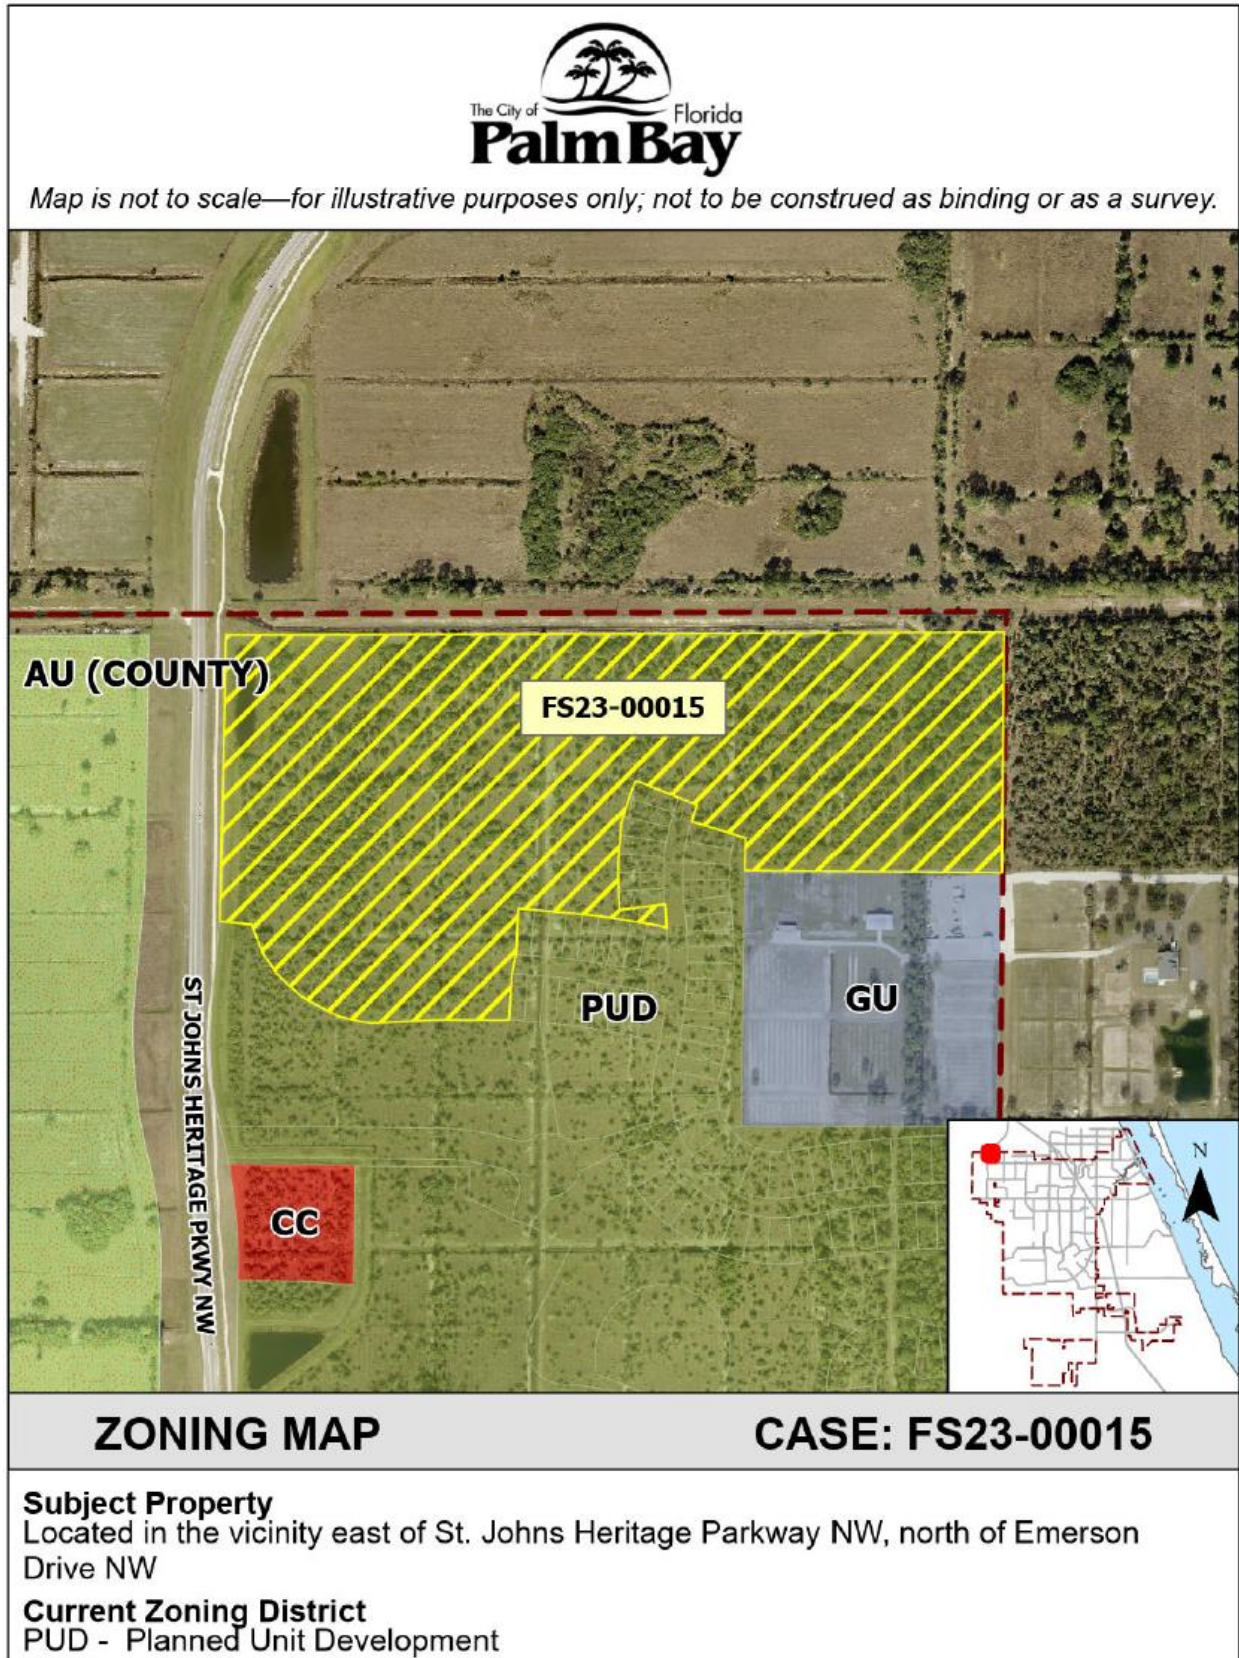 The City of Florida
Palm Bay
Map is not to scale—for illustrative purposes only; not to be construed as binding or as a survey.
AU (COUNTY)
FS23-00015
PUD
GU
ST JOHNS HERITAGE PKWY NW
CC
N
ZONING MAP
CASE: FS23-00015
Subject Property
Located in the vicinity east of St. Johns Heritage Parkway NW, north of Emerson
Drive NW
Current Zoning District
PUD - Planned Unit Development